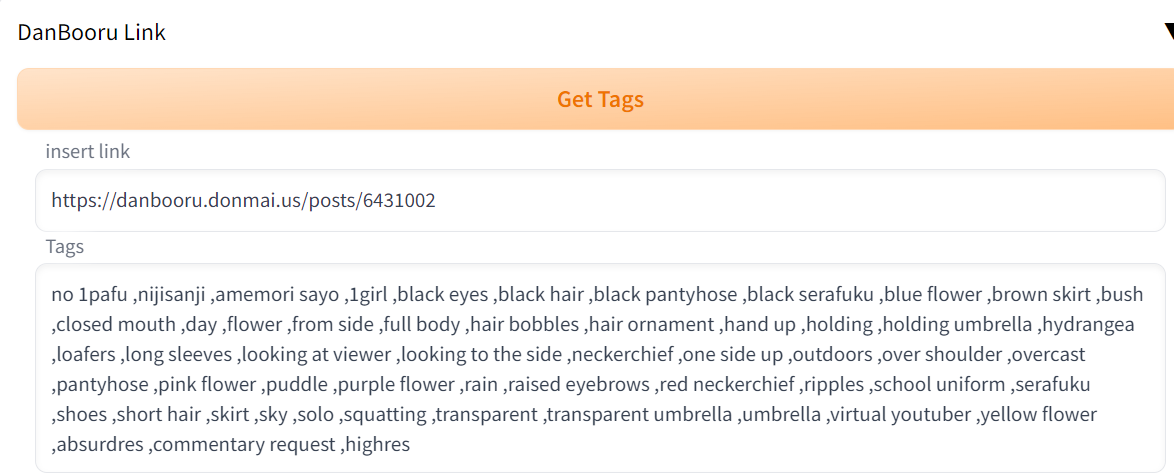 DanBooru Link
Get Tags
insert link
https://danbooru.donmai.us/posts/6431002
Tags
no 1pafu ,nijisanji ,amemori sayo ,1girl ,black eyes ,black hair ,black pantyhose ,black serafuku ,blue flower ,brown skirt ,bush
,closed mouth ,day ,flower ,from side ,full body ,hair bobbles ,hair ornament ,hand up ,holding ,holding umbrella ,hydrangea
,loafers ,long sleeves ,looking at viewer ,looking to the side ,neckerchief ,one side up ,outdoors ,over shoulder ,overcast
,pantyhose ,pink flower ,puddle ,purple flower ,rain ,raised eyebrows ,red neckerchief ,ripples ,school uniform ,serafuku
,shoes ,short hair ,skirt ,sky ,solo ,squatting ,transparent ,transparent umbrella ,umbrella ,virtual youtuber ,yellow flower
,absurdres ,commentary request ,highres